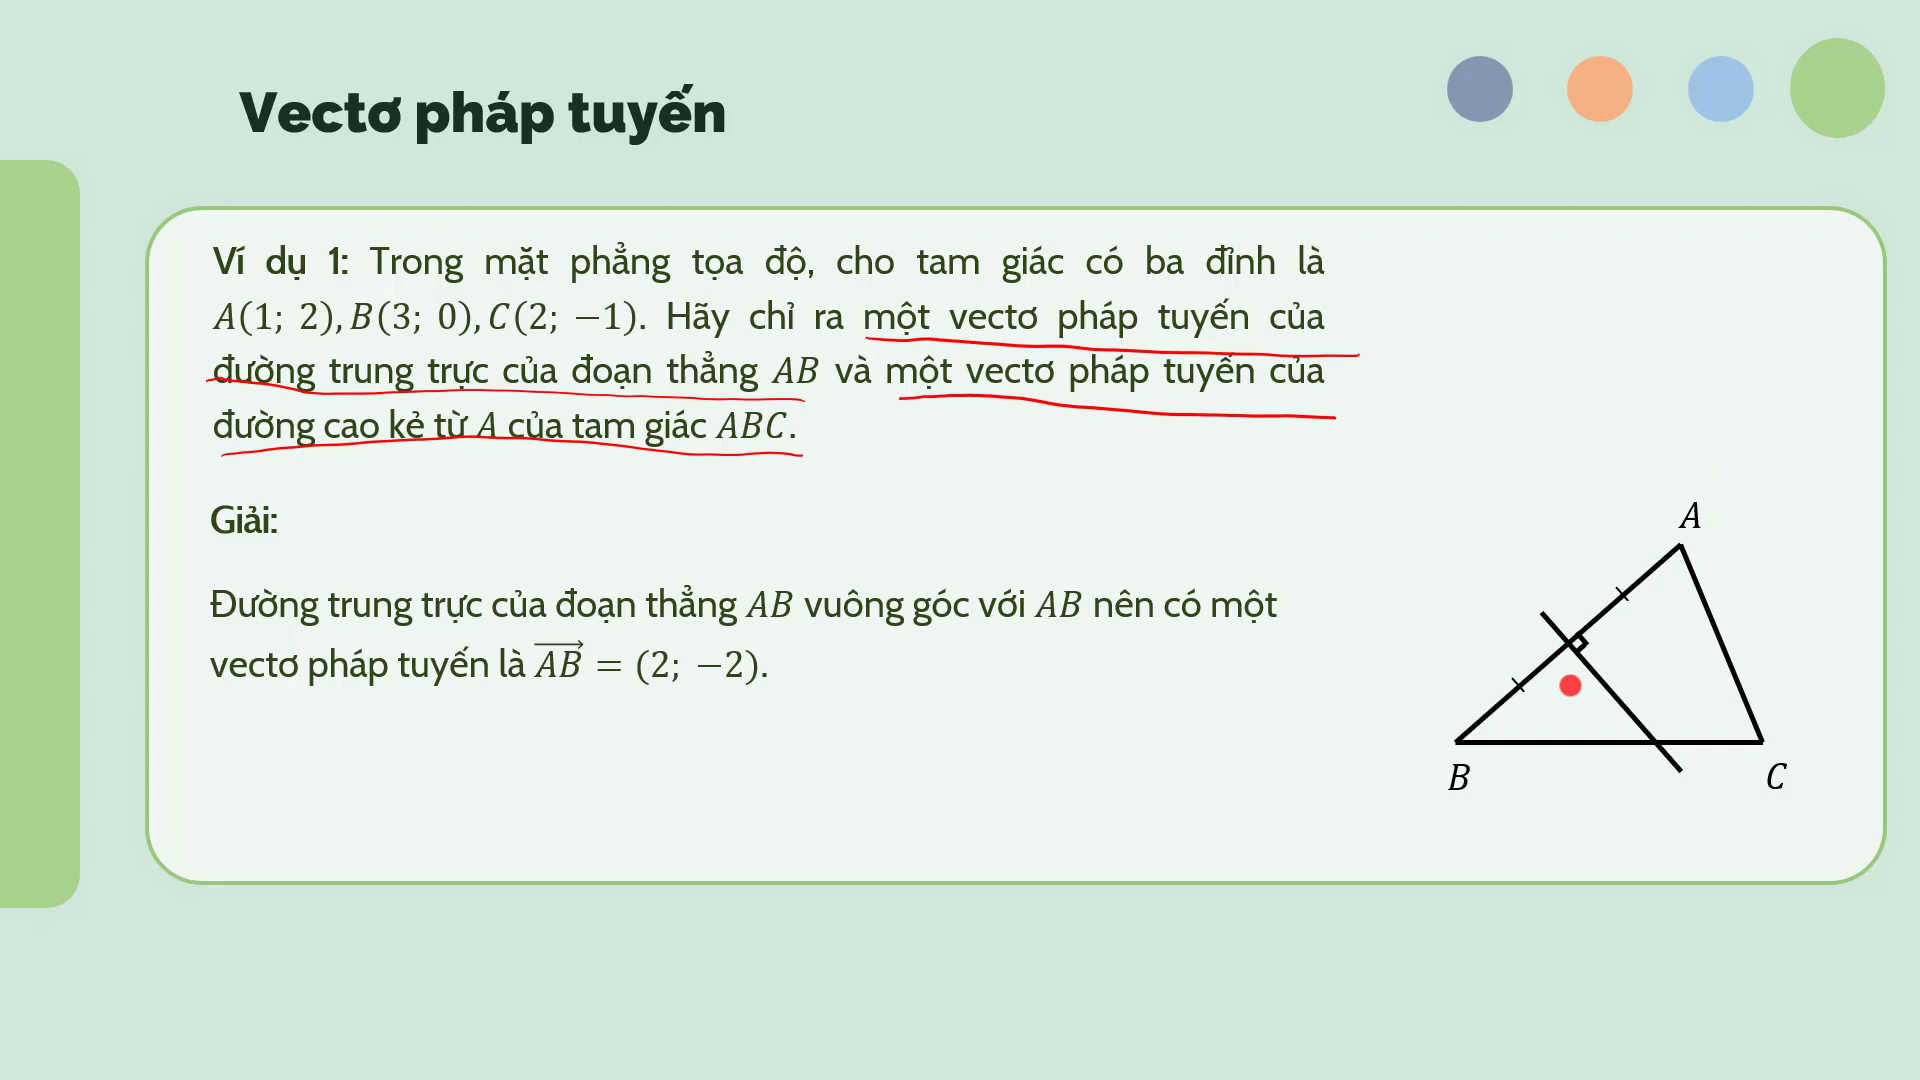 Vectơ pháp tuyến
Ví dụ 1: Trong mặt phẳng tọa độ, cho tam giác có ba đỉnh là
A(1; 2), B(3; 0), C(2; −1). Hãy chỉ ra một vectơ pháp tuyến của
đường trung trực của đoạn thẳng AB và một vectơ pháp tuyến của
đường cao kẻ từ A của tam giác ABC.
Giải:
Đường trung trực của đoạn thẳng AB vuông góc với AB nên có một
vectơ pháp tuyến là $\overrightarrow{AB}$ = (2; −2).
A
B
C